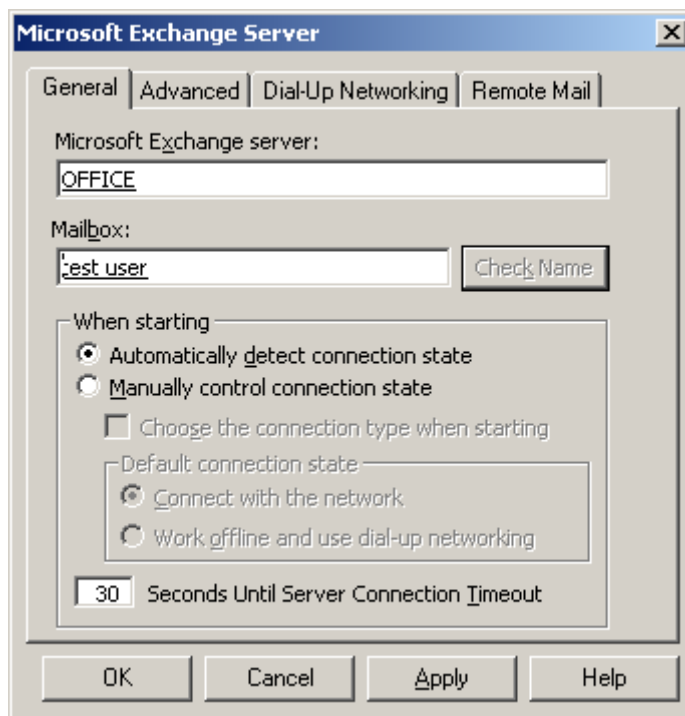 Microsoft Exchange Server
General Advanced Dial-Up Networking Remote Mail
Microsoft Exchange server:
OFFICE
Mailbox:
test user Check Name
When starting
Automatically detect connection state
Manually control connection state
Choose the connection type when starting
Default connection state
Connect with the network
Work offline and use dial-up networking
30 Seconds Until Server Connection Timeout
OK Cancel Apply Help